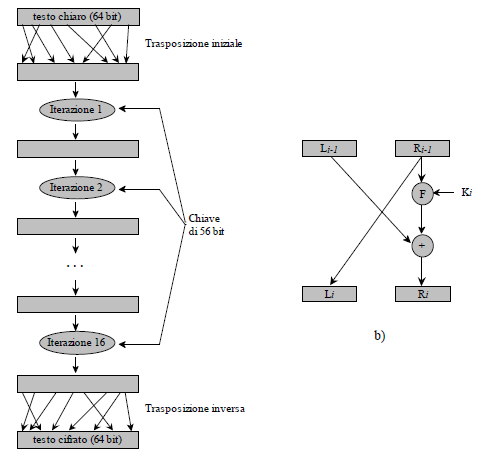 testo chiaro (64 bit)
Trasposizione iniziale
Iterazione 1
Iterazione 2
Chiave
di 56 bit
. . .
Iterazione 16
Trasposizione inversa
testo cifrato (64 bit)
Li-1 Ri-1
F Ki
+
Li Ri
b)